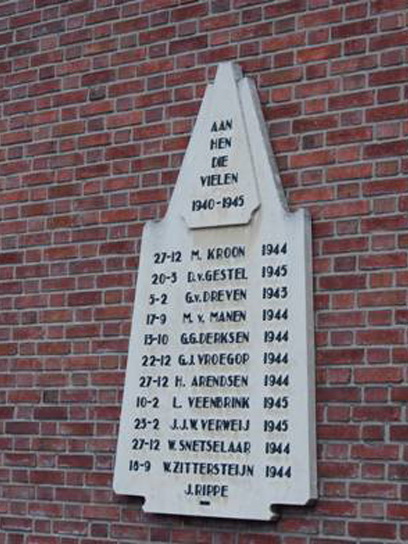 AAN
HEN
DIE
VIELEN
1940-1945
27-12 M. KROON 1944
20-3 D.v.GESTEL 1945
5-2 G.v.DREVEN 1943
17-9 M. v. MANEN 1944
13-10 G.G.DERKSEN 1944
22-12 G.J.VROEGOP 1944
27-12 H. ARENDSEN 1944
10-2 L. VEENBRINK 1945
25-2 J.J.W.VERWEIJ 1945
27-12 W.SNETSELAAR 1944
18-9 W.ZITTERSTEIJN 1944
J.RIPPE